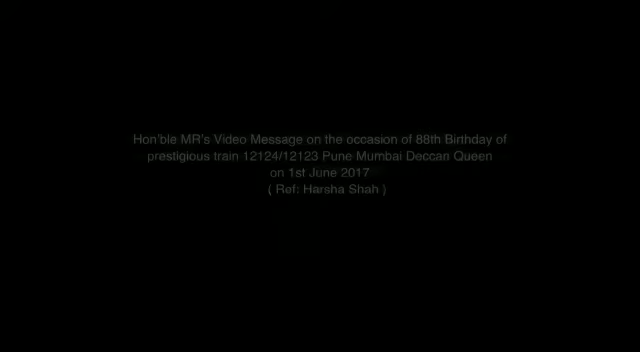 Hon'ble MR's Video Message on the occasion of 88th Birthday of
prestigious train 12124/12123 Pune Mumbai Deccan Queen
on 1st June 2017
( Ref: Harsha Shah )